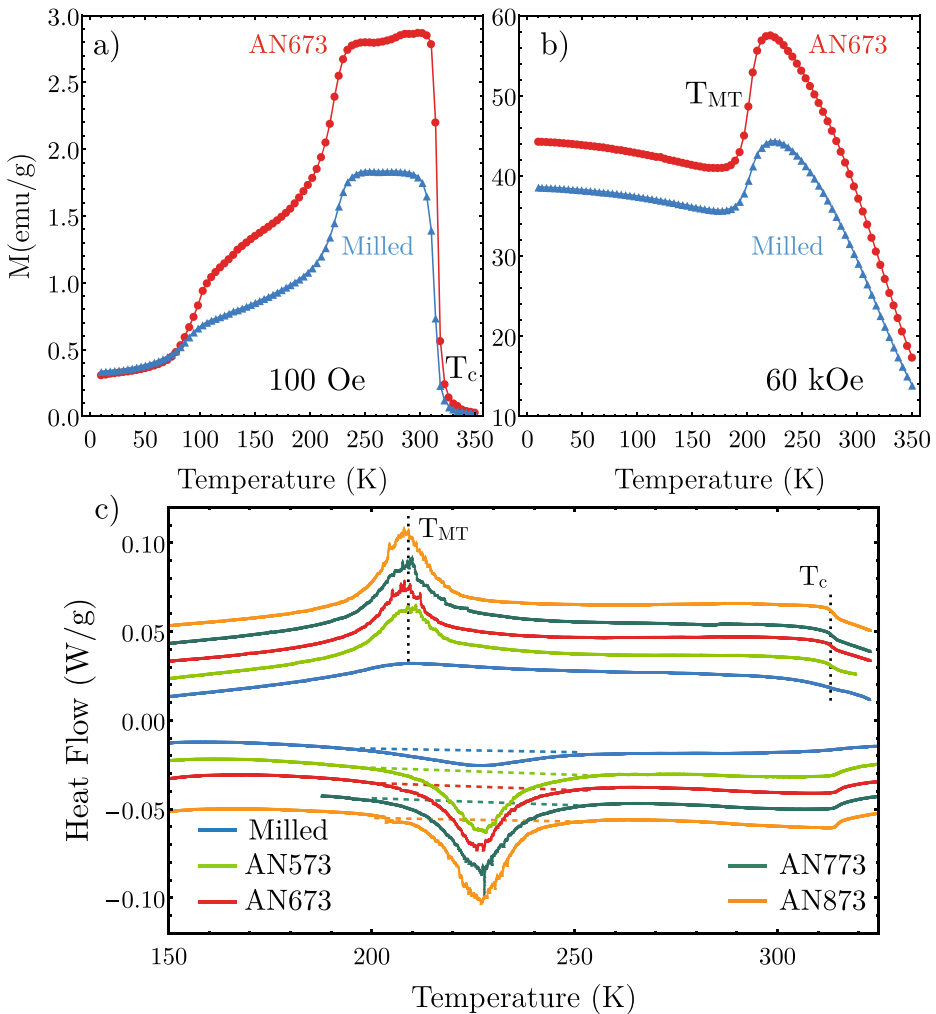 a)
AN673
Milled
100 Oe
T_c
M(emu/g)
3.0
2.5
2.0
1.5
1.0
0.5
0.0
0 50 100 150 200 250 300 350
Temperature (K)
b)
AN673
T_MT
Milled
60 kOe
60
50
40
30
20
10
0 50 100 150 200 250 300 350
Temperature (K)
c)
T_MT
T_c
Heat Flow (W/g)
0.10
0.05
0.00
−0.05
−0.10
Milled
AN573
AN673
AN773
AN873
150 200 250 300
Temperature (K)